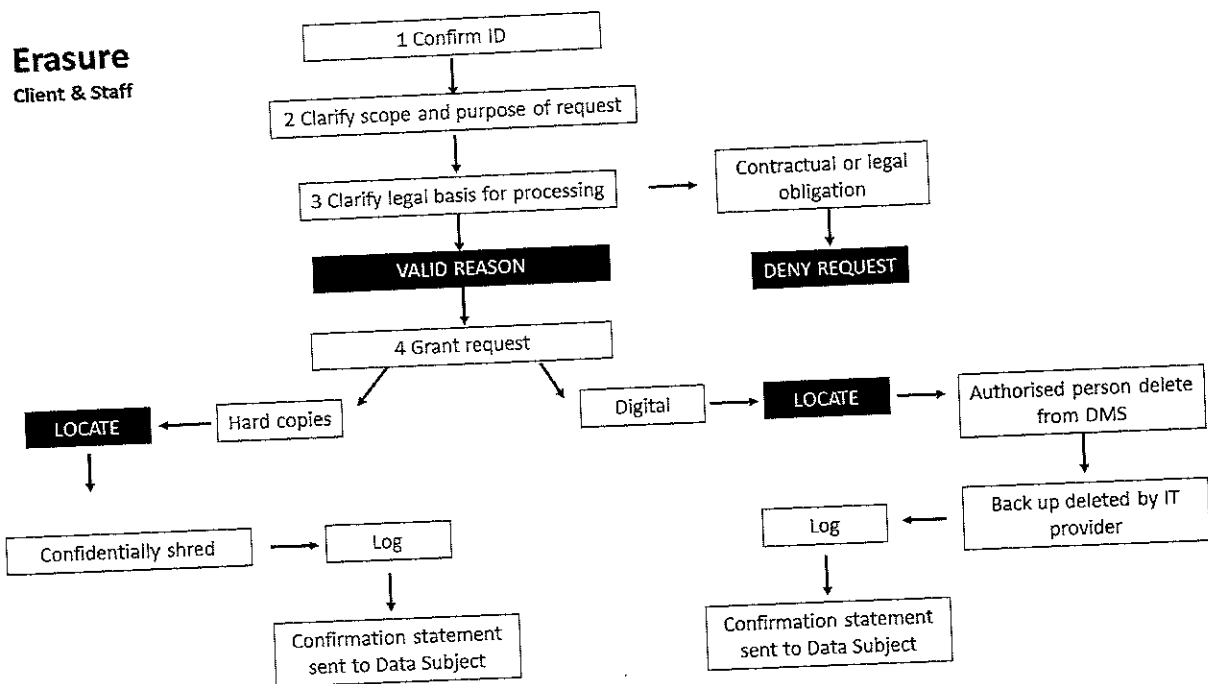 Erasure
Client & Staff
1 Confirm ID
2 Clarify scope and purpose of request
3 Clarify legal basis for processing
Contractual or legal
obligation
VALID REASON
DENY REQUEST
4 Grant request
Hard copies
LOCATE
Digital
LOCATE
Authorised person delete
from DMS
Confidentially shred
Log
Confirmation statement
sent to Data Subject
Back up deleted by IT
provider
Log
Confirmation statement
sent to Data Subject